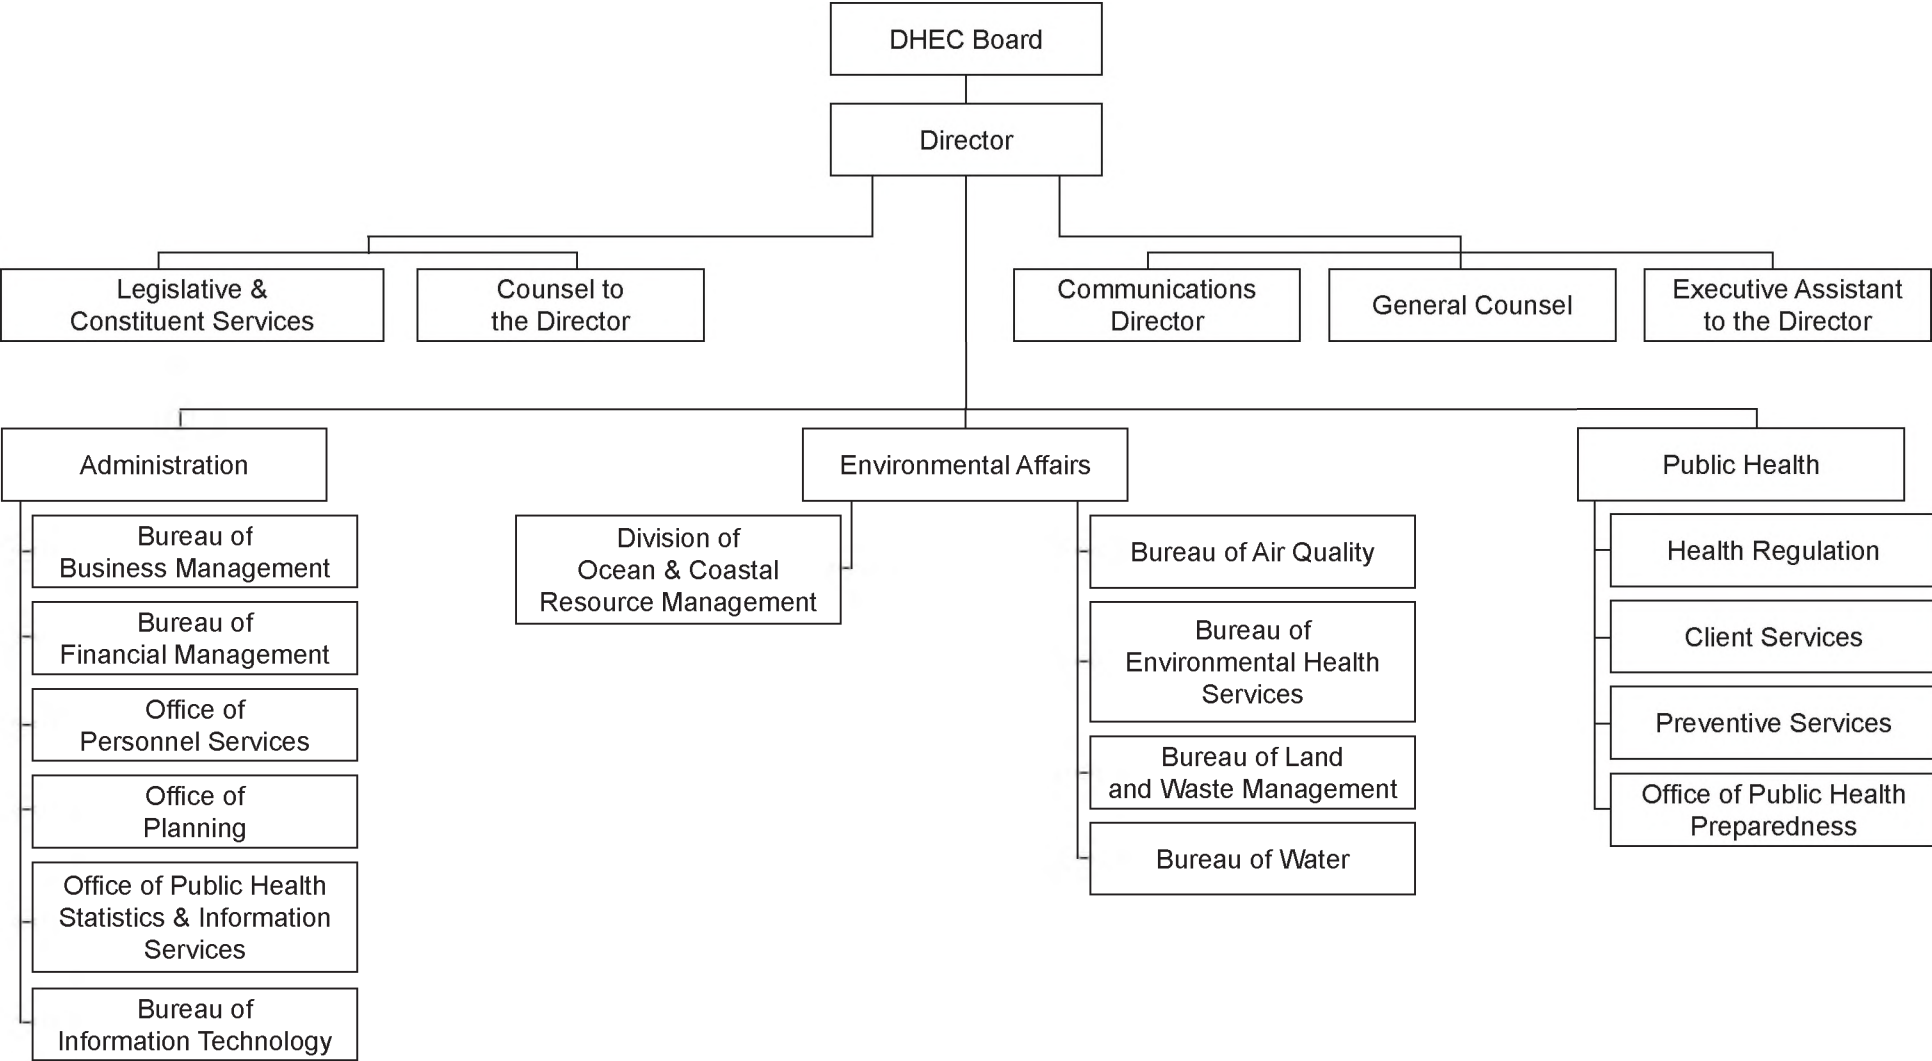 DHEC Board
Director
Legislative &
Constituent Services
Counsel to
the Director
Communications
Director
General Counsel
Executive Assistant
to the Director
Administration
Bureau of
Business Management
Bureau of
Financial Management
Office of
Personnel Services
Office of
Planning
Office of Public Health
Statistics & Information
Services
Bureau of
Information Technology
Environmental Affairs
Division of
Ocean & Coastal
Resource Management
Bureau of Air Quality
Bureau of
Environmental Health
Services
Bureau of Land
and Waste Management
Bureau of Water
Public Health
Health Regulation
Client Services
Preventive Services
Office of Public Health
Preparedness